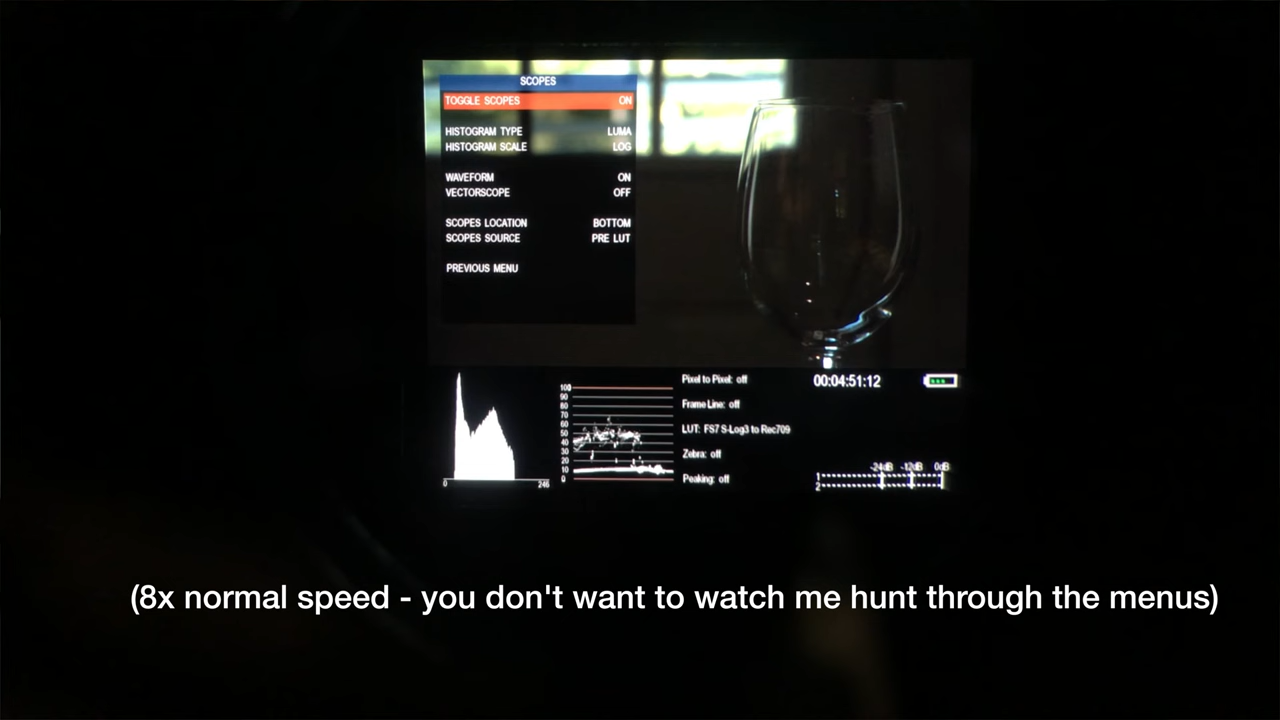 SCOPES
TOGGLE SCOPES ON
HISTOGRAM TYPE LUMA
HISTOGRAM SCALE LOG
WAVEFORM ON
VECTORSCOPE OFF
SCOPES LOCATION BOTTOM
SCOPES SOURCE PRE LUT
PREVIOUS MENU
Pixel to Pixel: off
00:04:51:12
Frame Line: off
LUT: FS7 S-Log3 to Rec709
Zebra: off
Peaking: off
100
90
80
70
60
50
40
30
20
10
0
0 246
-24dB -12dB 0dB
1
2
(8x normal speed - you don't want to watch me hunt through the menus)